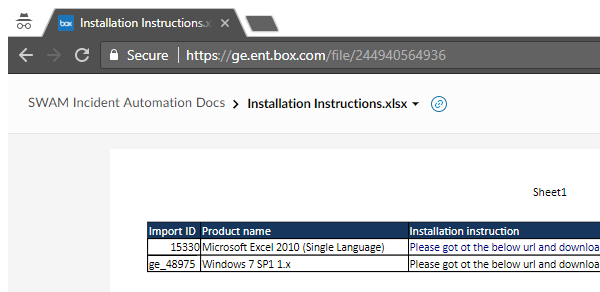 box Installation Instructions.x
Secure https://ge.ent.box.com/file/244940564936
SWAM Incident Automation Docs > Installation Instructions.xlsx
Sheet1
Import ID Product name Installation instruction
15330 Microsoft Excel 2010 (Single Language) Please got ot the below url and downloa
ge_48975 Windows 7 SP1 1.x Please got ot the below url and downloa